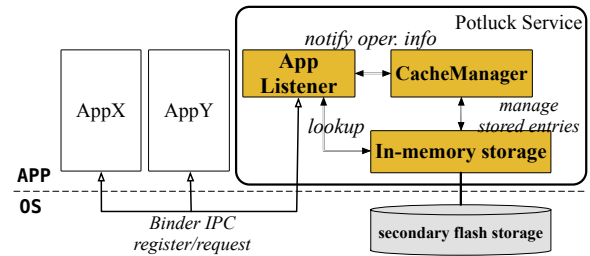 Potluck Service
notify oper. info
AppX
AppY
App
Listener
CacheManager
lookup
manage
stored entries
In-memory storage
APP
OS
Binder IPC
register/request
secondary flash storage